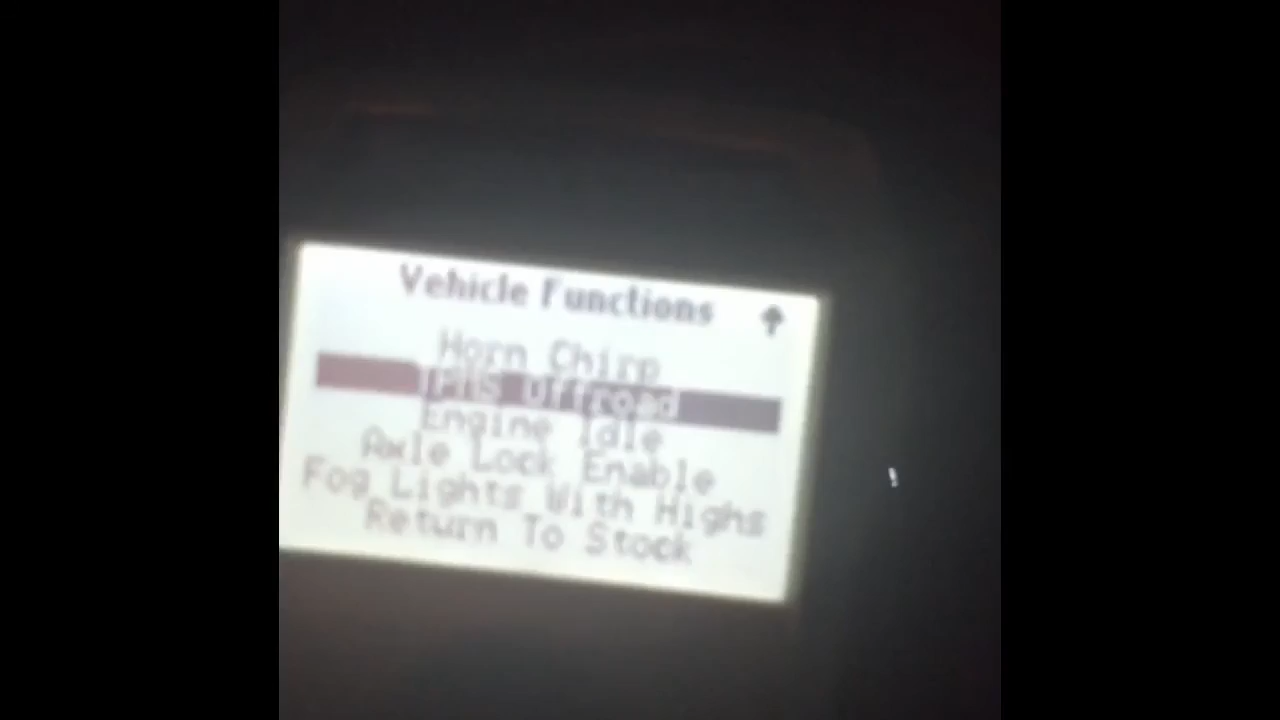 Vehicle Functions
Horn Chirp
TPMS Offroad
Engine Idle
Axle Lock Enable
Fog Lights With Highs
Return To Stock